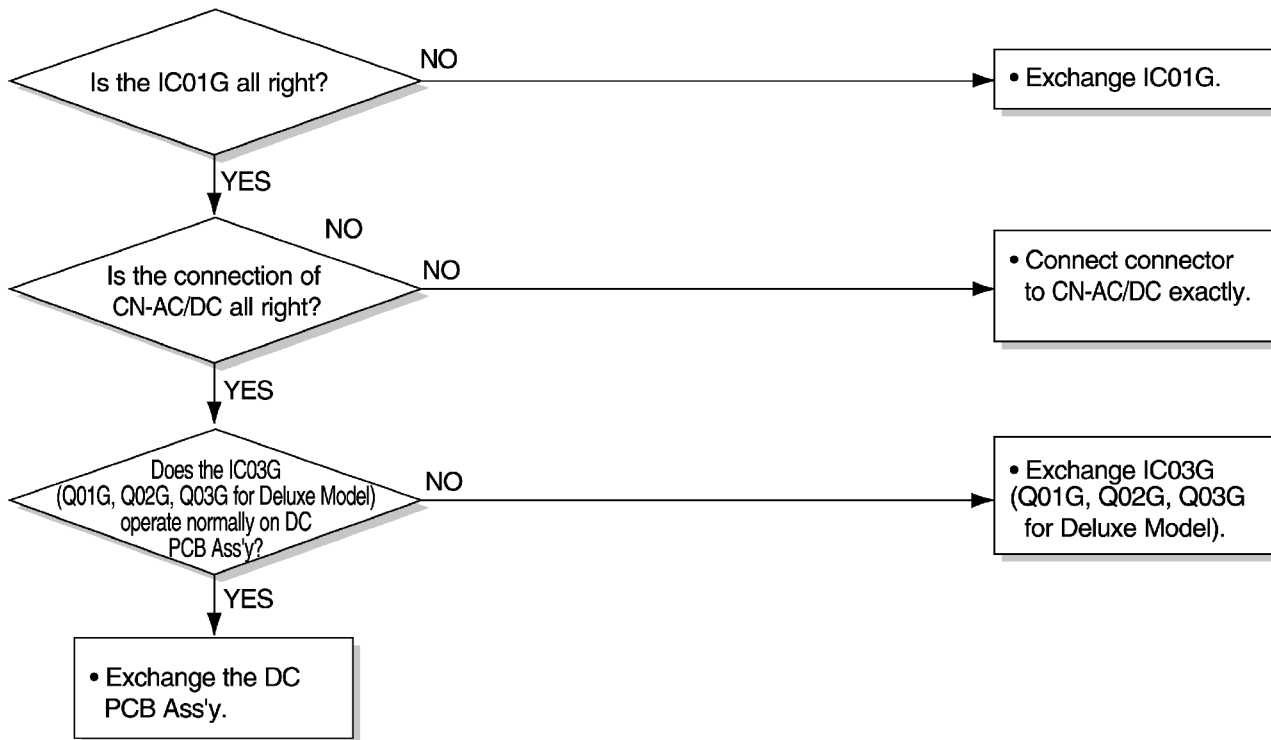 Is the IC01G all right?
NO
• Exchange IC01G.
YES
NO
Is the connection of
CN-AC/DC all right?
NO
• Connect connector
to CN-AC/DC exactly.
YES
Does the IC03G
(Q01G, Q02G, Q03G for Deluxe Model)
operate normally on DC
PCB Ass'y?
NO
• Exchange IC03G
(Q01G, Q02G, Q03G
for Deluxe Model).
YES
• Exchange the DC
PCB Ass'y.